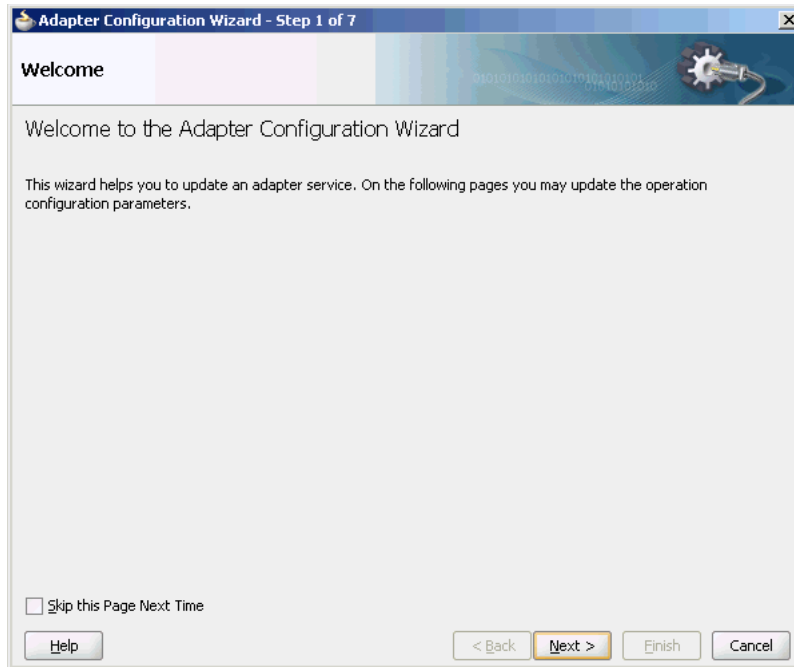 Adapter Configuration Wizard - Step 1 of 7
Welcome
Welcome to the Adapter Configuration Wizard
This wizard helps you to update an adapter service. On the following pages you may update the operation
configuration parameters.
Skip this Page Next Time
Help
< Back
Next >
Finish
Cancel